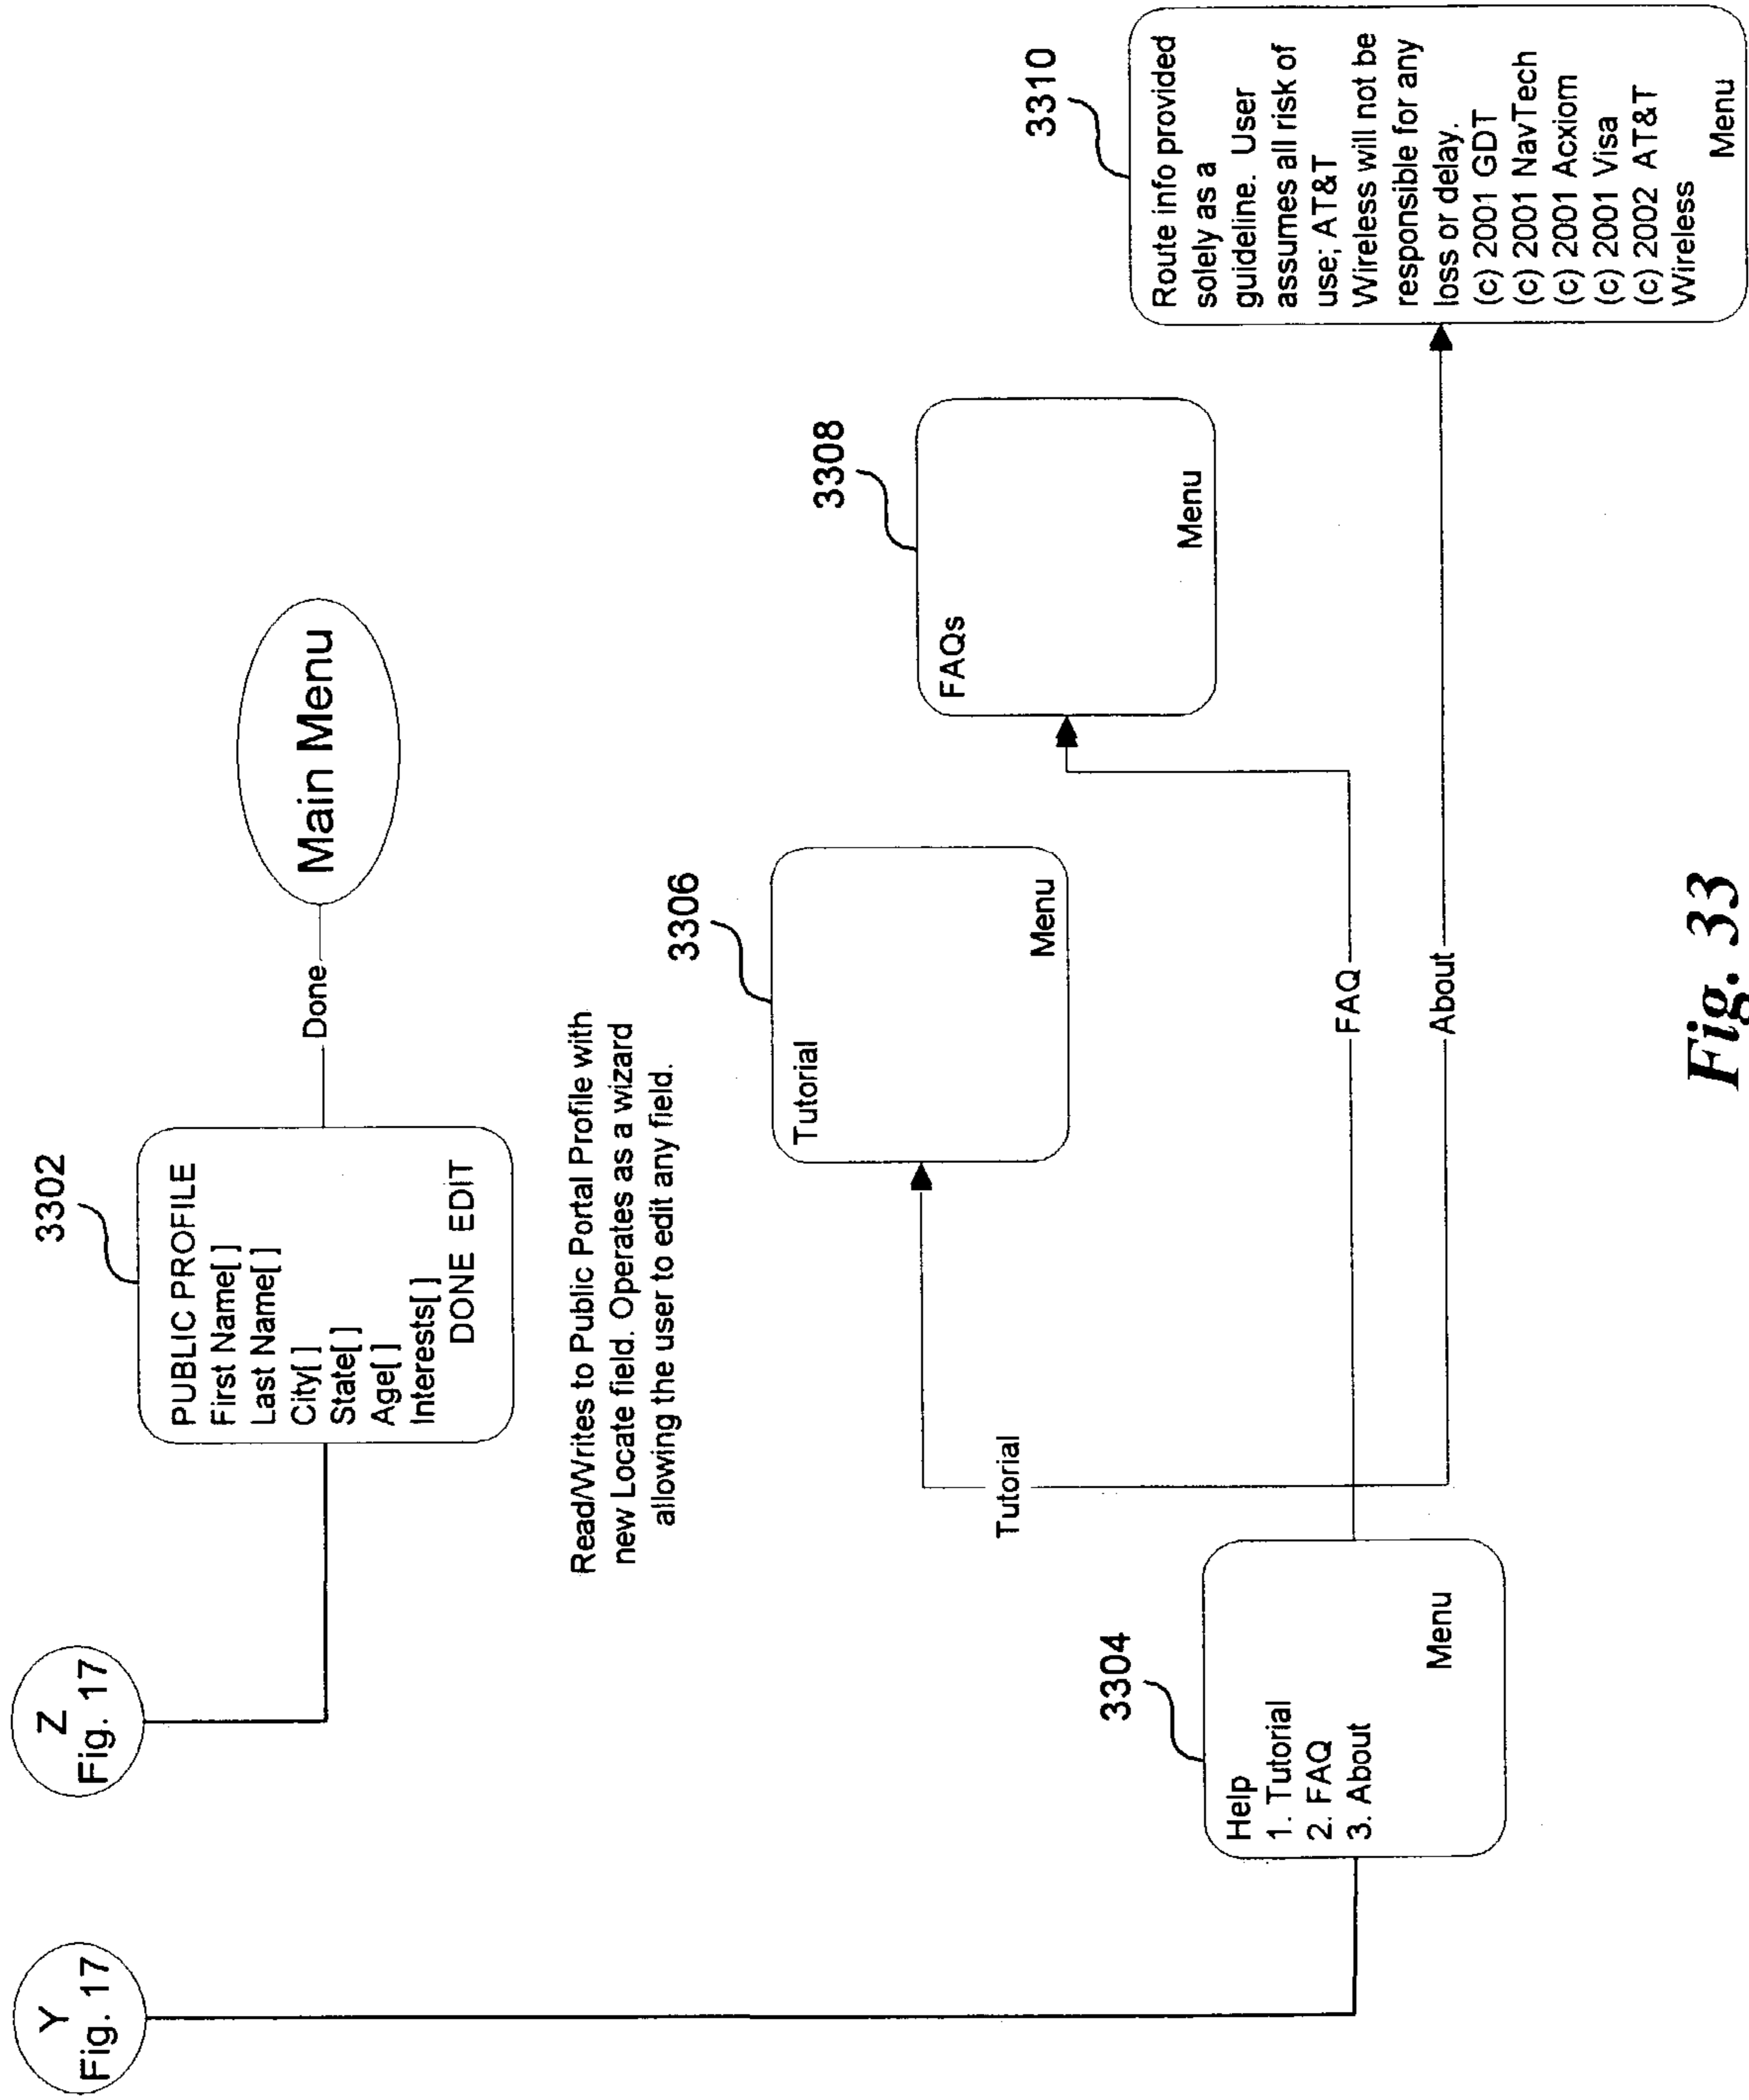 Y
Fig. 17
Z
Fig. 17
3302
PUBLIC PROFILE
First Name[ ]
Last Name[ ]
City[ ]
State[ ]
Age[ ]
Interests[ ]
DONE EDIT
Done
Main Menu
Read/Writes to Public Portal Profile with
new Locate field. Operates as a wizard
allowing the user to edit any field.
3304
Help
1. Tutorial
2. FAQ
3. About
Menu
Tutorial
FAQ
About
3306
Tutorial
Menu
3308
FAQs
Menu
3310
Route info provided
solely as a
guideline. User
assumes all risk of
use; AT&T
Wireless will not be
responsible for any
loss or delay.
(c) 2001 GDT
(c) 2001 NavTech
(c) 2001 Acxiom
(c) 2001 Visa
(c) 2002 AT&T
Wireless
Menu
Fig. 33